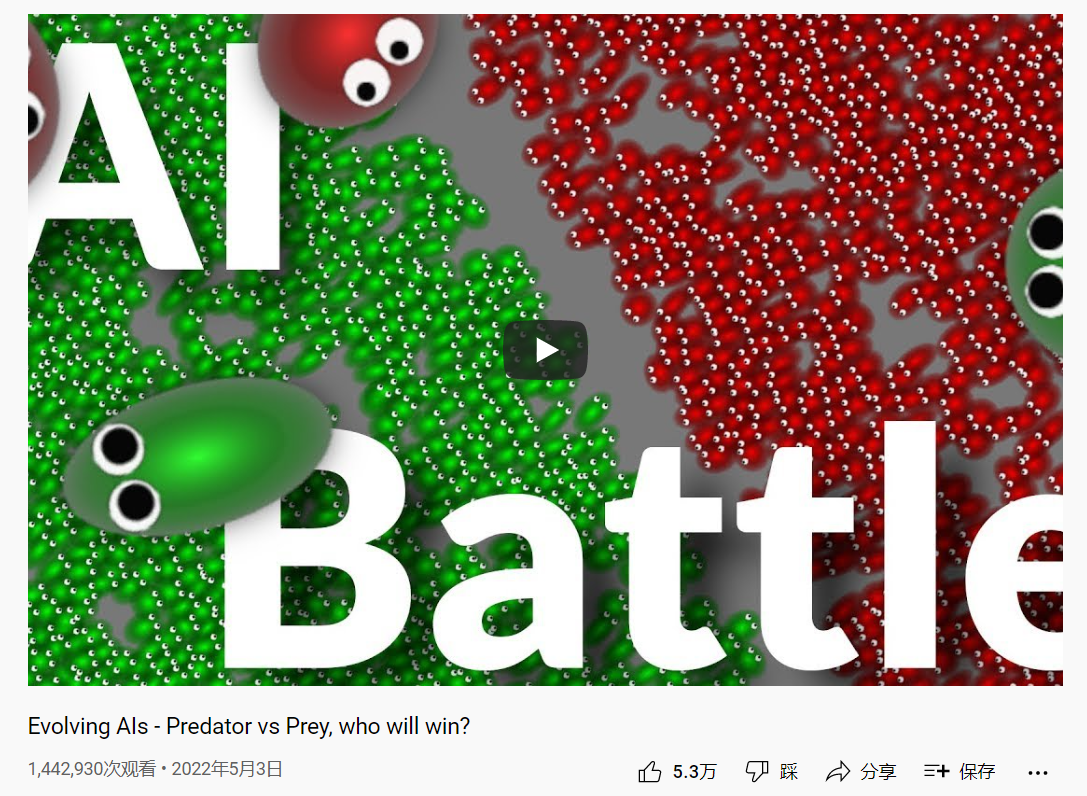 AI
Battle
Evolving AIs - Predator vs Prey, who will win?
1,442,930次观看 • 2022年5月3日
5.3万 踩 分享 保存